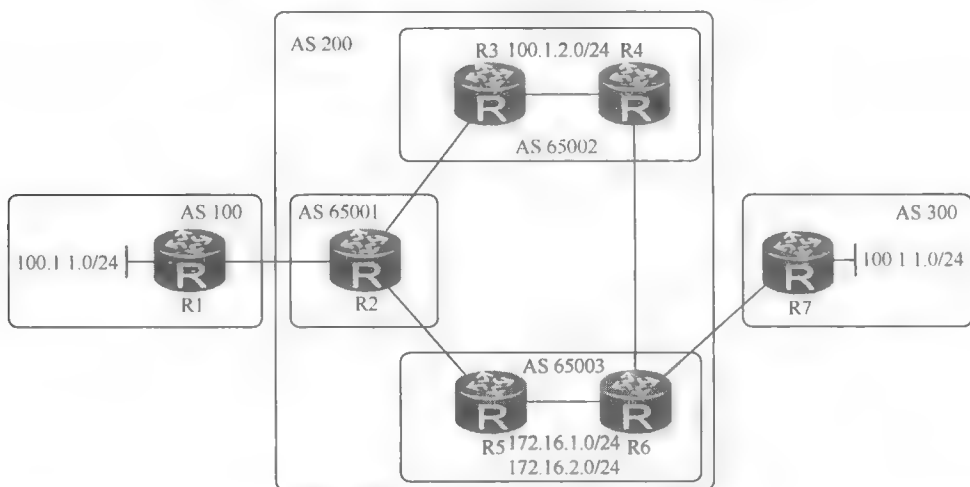 AS 200
R3 100.1.2.0/24 R4
R
R
AS 65002
AS 100
100.1 1.0/24
R
R1
AS 65001
R
R2
AS 300
R
100 1 1.0/24
R7
AS 65003
R
R
R5 172.16.1.0/24 R6
172.16.2.0/24